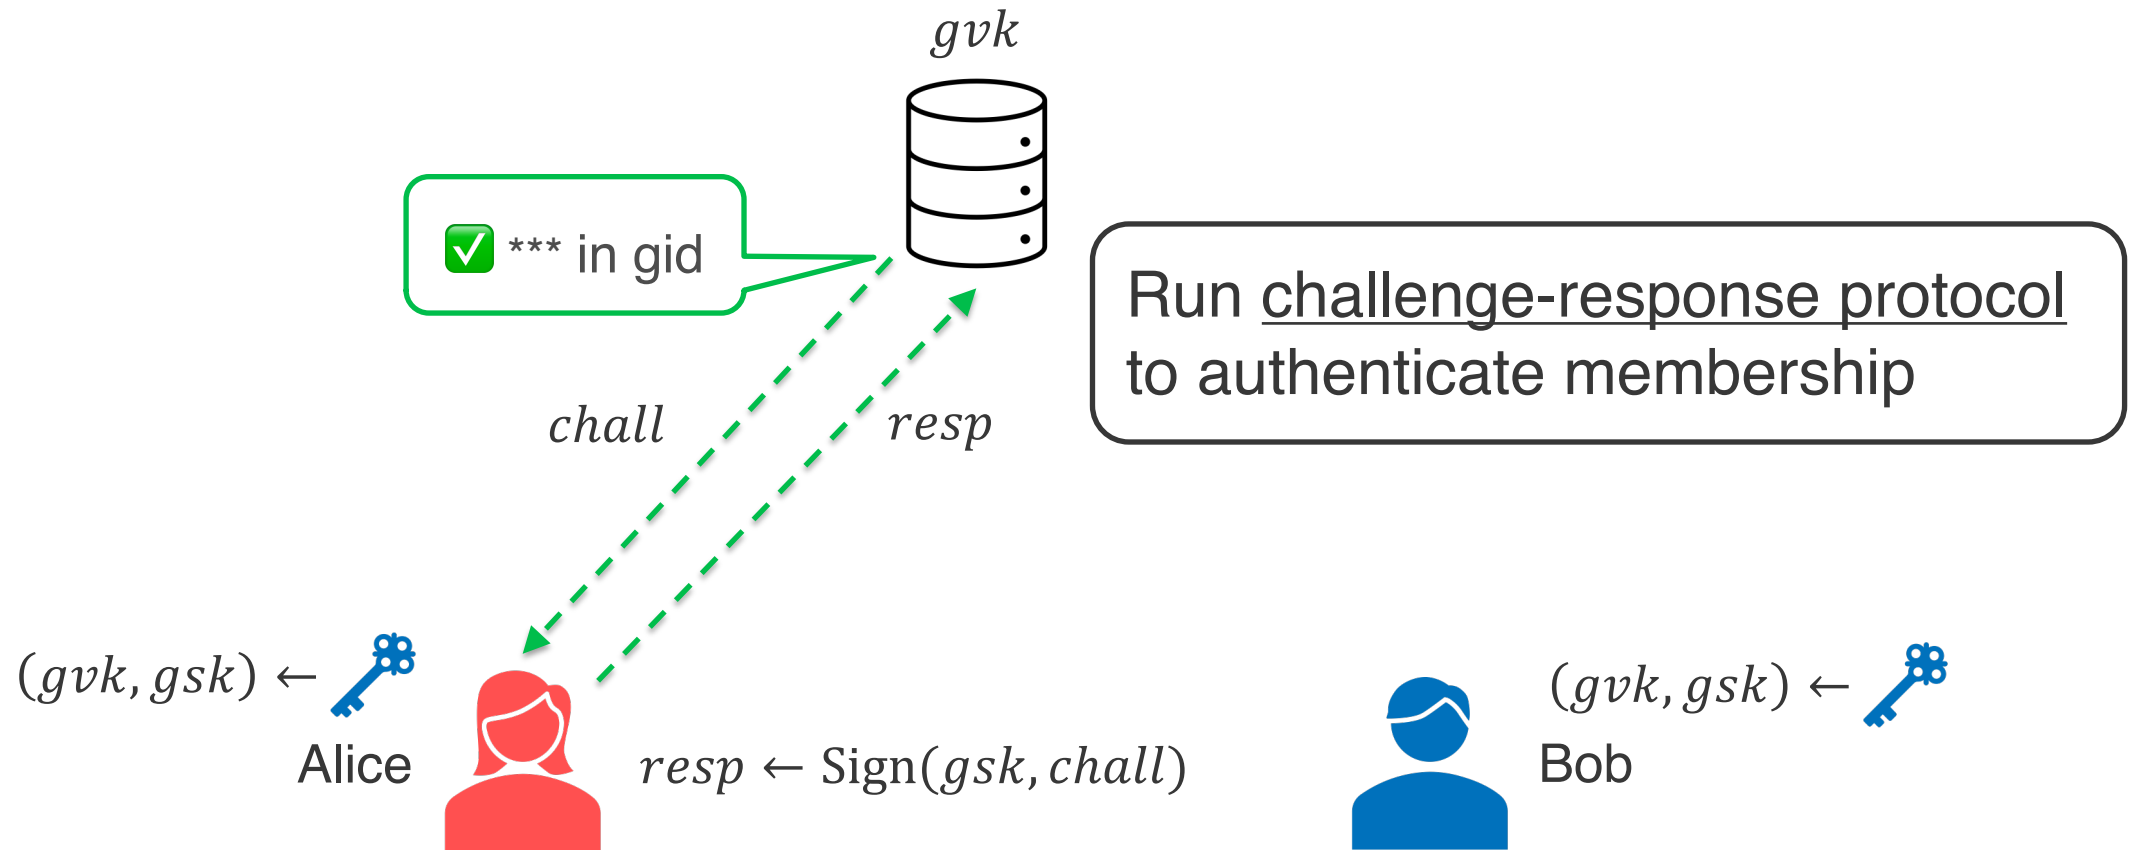 gvk
✅ *** in gid
Run challenge-response protocol
to authenticate membership
chall
resp
(gvk, gsk) ←
(gvk, gsk) ←
Alice
resp ← Sign(gsk, chall)
Bob